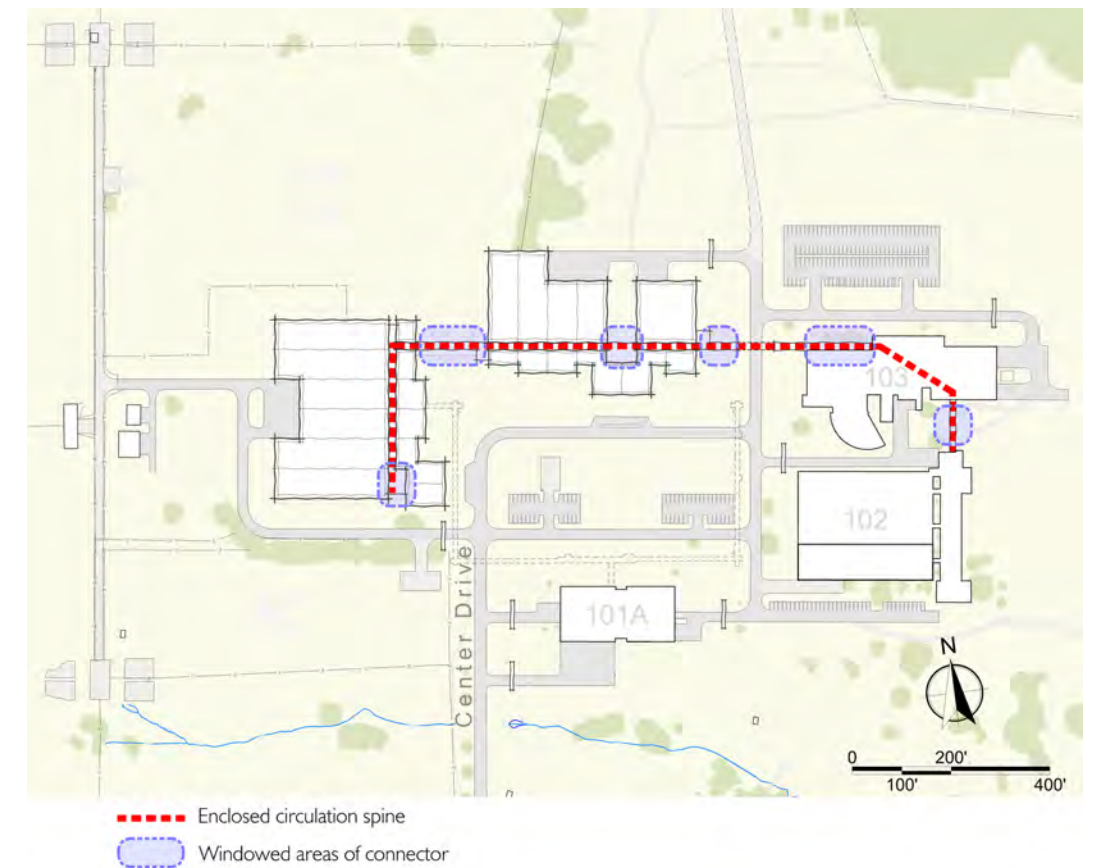 103
102
101A
Center Drive
N
0 200'
100' 400'
Enclosed circulation spine
Windowed areas of connector